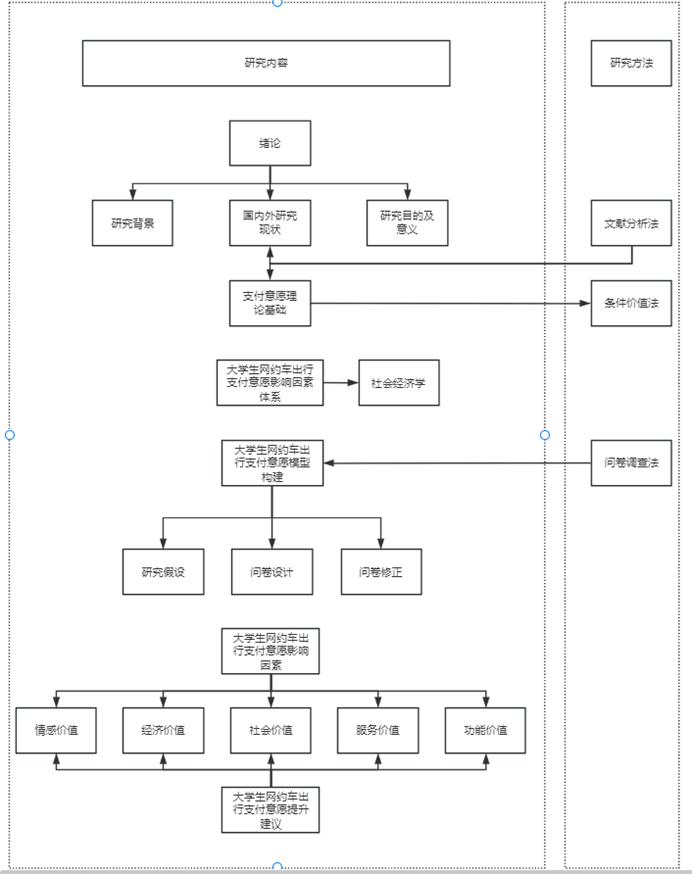 研究内容
研究方法
绪论
研究背景
国内外研究
现状
研究目的及
意义
文献分析法
支付意愿理
论基础
条件价值法
大学生网约车出行
支付意愿影响因素
体系
社会经济学
大学生网约车出
行支付意愿模型
构建
问卷调查法
研究假设
问卷设计
问卷修正
大学生网约车出
行支付意愿影响
因素
情感价值
经济价值
社会价值
服务价值
功能价值
大学生网约车出
行支付意愿提升
建议